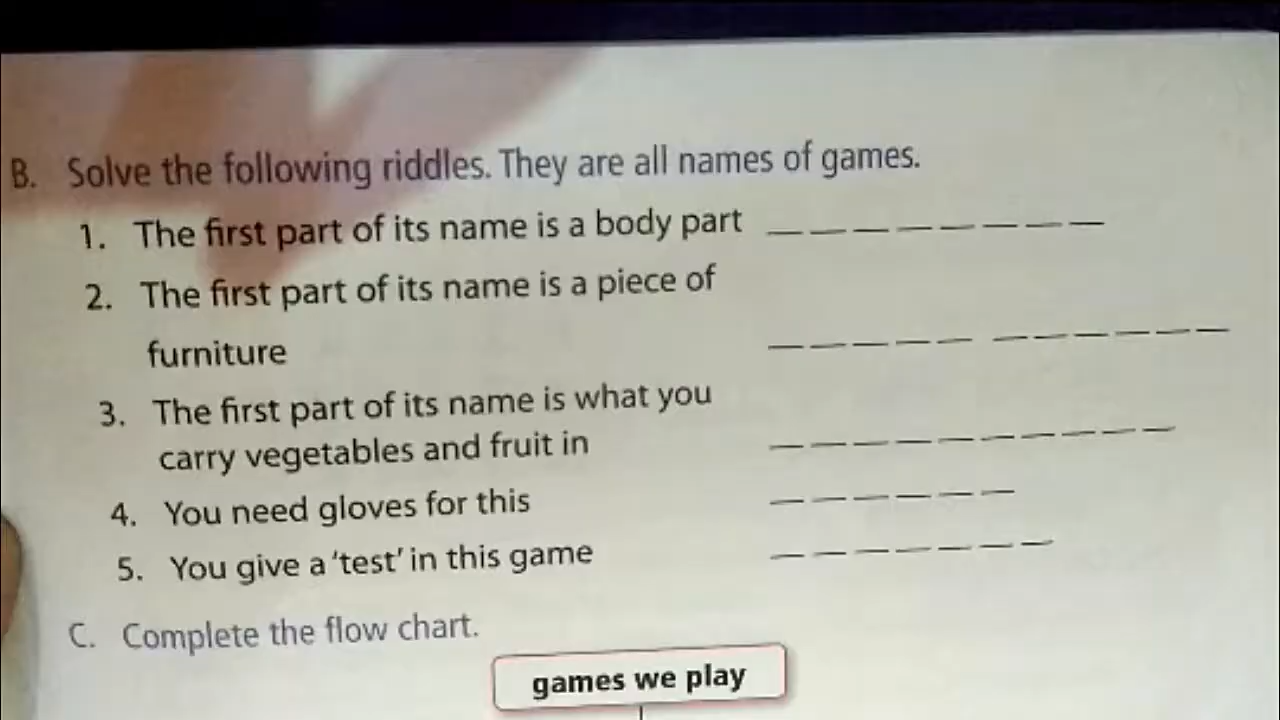 B. Solve the following riddles. They are all names of games.
1. The first part of its name is a body part _ _ _ _ _ _ _ _
2. The first part of its name is a piece of
furniture _ _ _ _ _ _ _ _ _ _ _
3. The first part of its name is what you
carry vegetables and fruit in _ _ _ _ _ _ _ _ _ _
4. You need gloves for this _ _ _ _ _ _
5. You give a ‘test’ in this game _ _ _ _ _ _ _
C. Complete the flow chart.
games we play